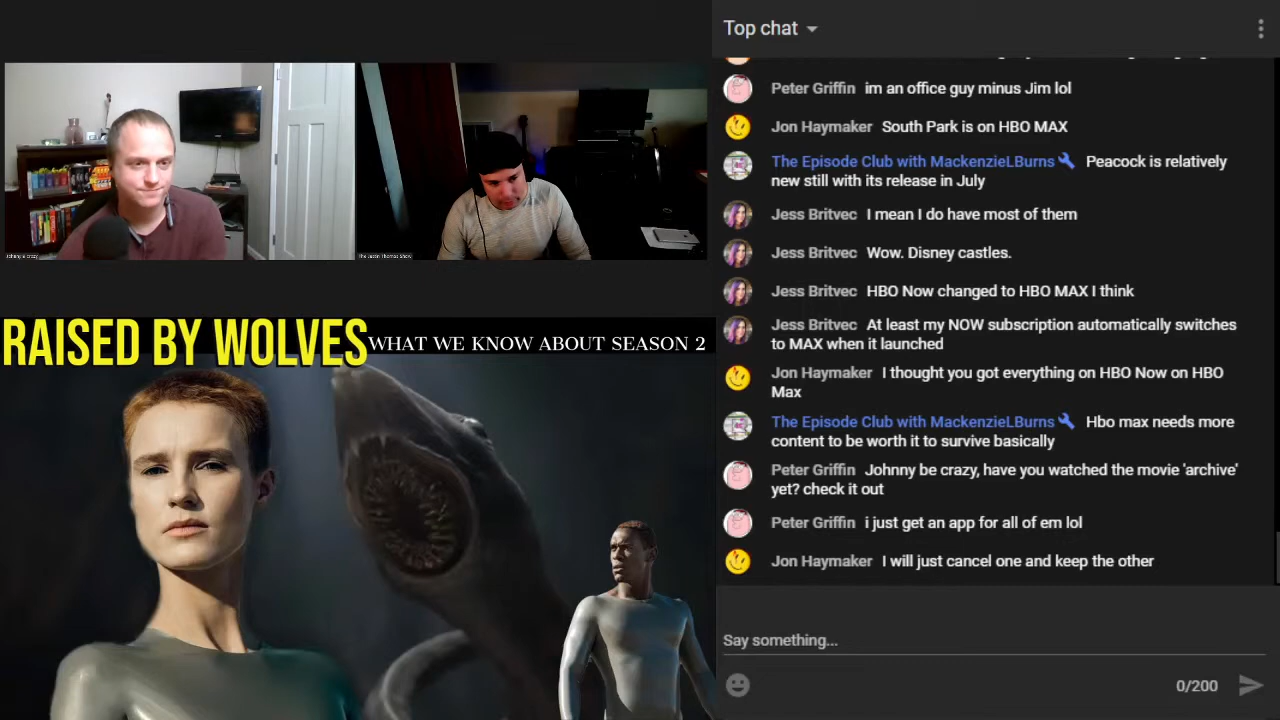 Top chat
Peter Griffin im an office guy minus Jim lol
Jon Haymaker South Park is on HBO MAX
The Episode Club with MackenzieLBurns Peacock is relatively
new still with its release in July
Jess Britvec I mean I do have most of them
Jess Britvec Wow. Disney castles.
Jess Britvec HBO Now changed to HBO MAX I think
Jess Britvec At least my NOW subscription automatically switches
to MAX when it launched
Jon Haymaker I thought you got everything on HBO Now on HBO
Max
The Episode Club with MackenzieLBurns Hbo max needs more
content to be worth it to survive basically
Peter Griffin Johnny be crazy, have you watched the movie 'archive'
yet? check it out
Peter Griffin i just get an app for all of em lol
Jon Haymaker I will just cancel one and keep the other
Say something...
0/200
The Justin Thomas Show
RAISED BY WOLVES
WHAT WE KNOW ABOUT SEASON 2